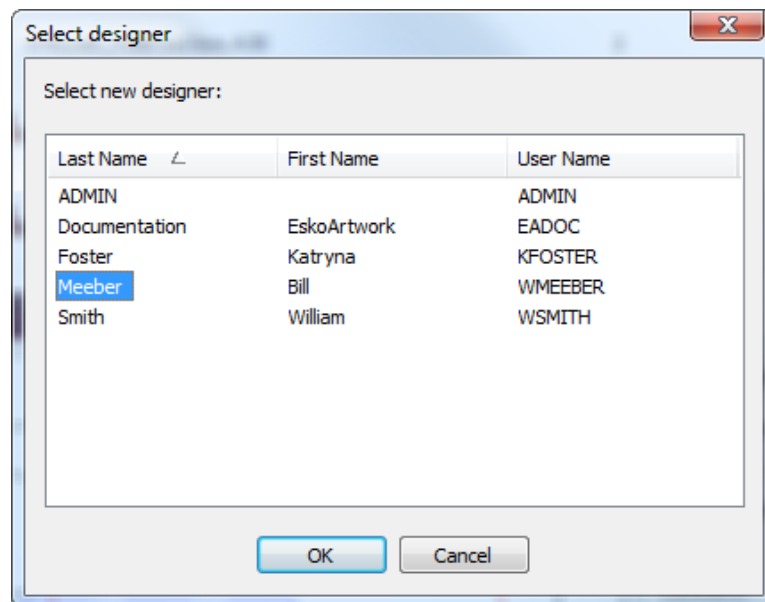 Select designer
Select new designer:
Last Name First Name User Name
ADMIN ADMIN
Documentation EskoArtwork EADOC
Foster Katryna KFOSTER
Meeber Bill WMEEBER
Smith William WSMITH
OK Cancel